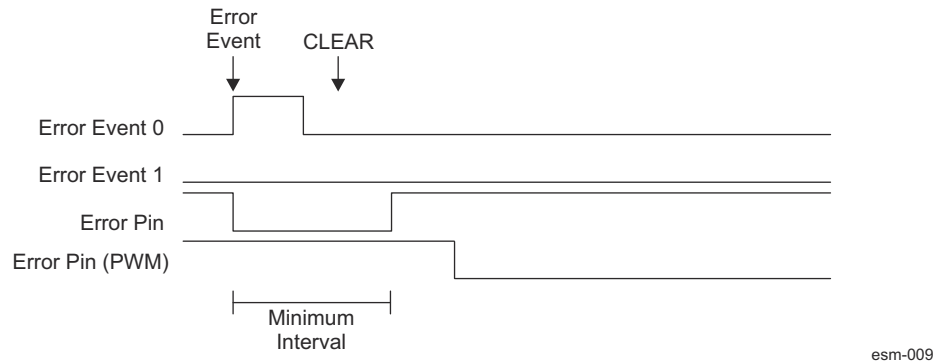 Error
Event
CLEAR
Error Event 0
Error Event 1
Error Pin
Error Pin (PWM)
Minimum
Interval
esm-009